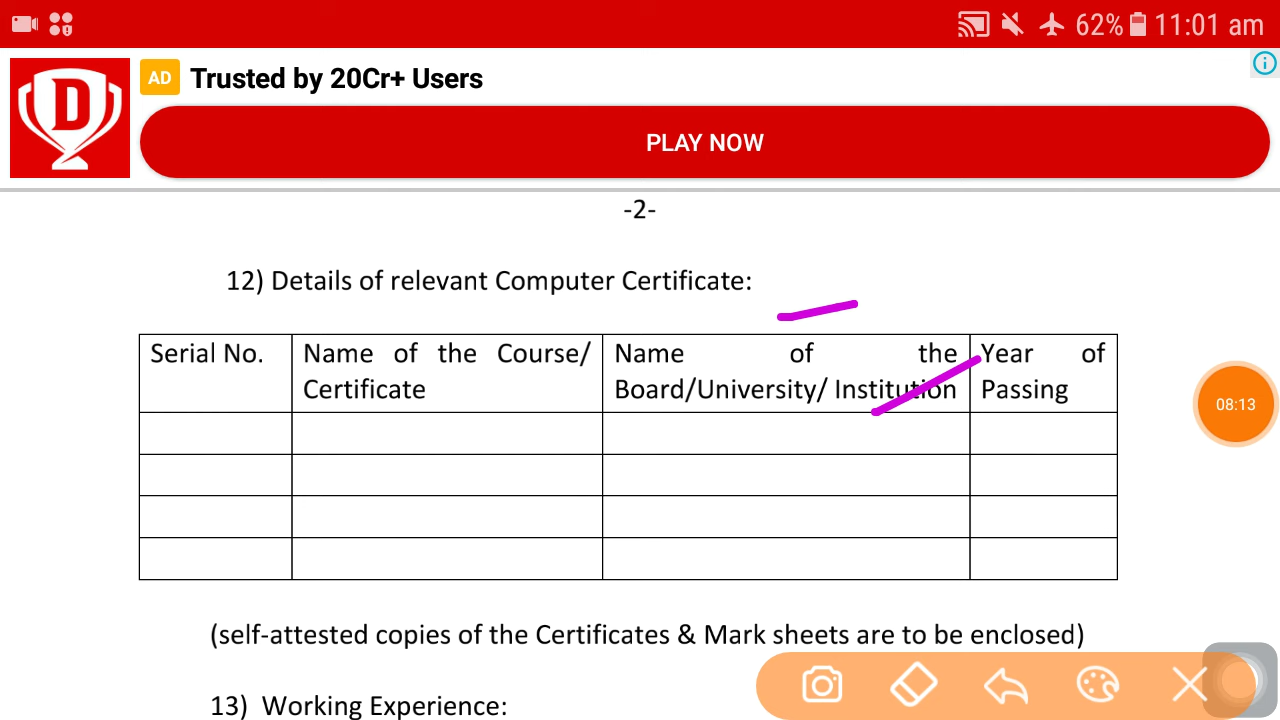 62% 11:01 am
D
AD Trusted by 20Cr+ Users
PLAY NOW
-2-
12) Details of relevant Computer Certificate:
Serial No. Name of the Course/ Certificate Name of the Board/University/ Institution Year of Passing
08:13
(self-attested copies of the Certificates & Mark sheets are to be enclosed)
13) Working Experience: